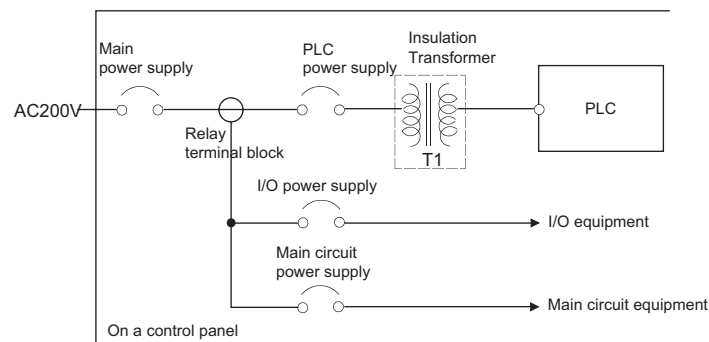 Main
power supply
PLC
power supply
Insulation
Transformer
AC200V
PLC
Relay
terminal block
T1
I/O power supply
I/O equipment
Main circuit
power supply
Main circuit equipment
On a control panel